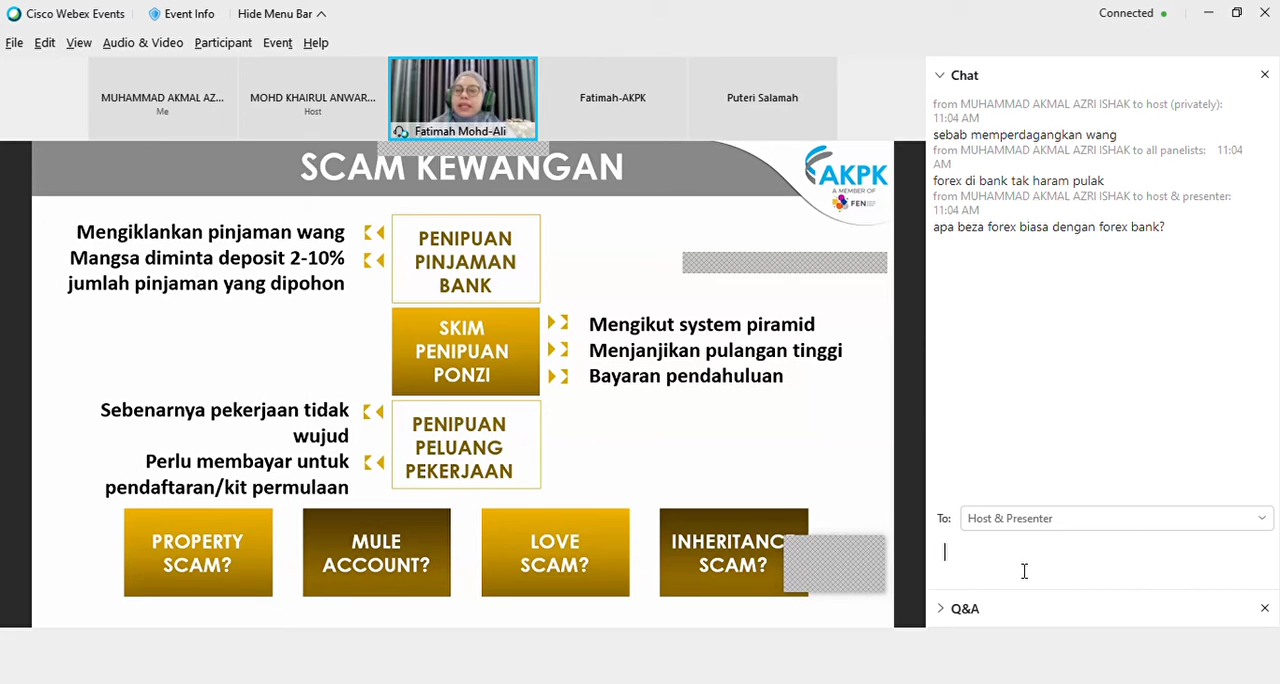 Cisco Webex Events
Event Info
Hide Menu Bar
Connected
File Edit View Audio & Video Participant Event Help
MUHAMMAD AKMAL AZ...
Me
MOHD KHAIRUL ANWAR...
Host
Fatimah Mohd-Ali
Fatimah-AKPK
Puteri Salamah
SCAM KEWANGAN
AKPK
A MEMBER OF
FEN
Mengiklankan pinjaman wang
Mangsa diminta deposit 2-10%
jumlah pinjaman yang dipohon
PENIPUAN
PINJAMAN
BANK
SKIM
PENIPUAN
PONZI
Mengikut system piramid
Menjanjikan pulangan tinggi
Bayaran pendahuluan
Sebenarnya pekerjaan tidak
wujud
Perlu membayar untuk
pendaftaran/kit permulaan
PENIPUAN
PELUANG
PEKERJAAN
PROPERTY
SCAM?
MULE
ACCOUNT?
LOVE
SCAM?
INHERITANC
SCAM?
Chat
from MUHAMMAD AKMAL AZRI ISHAK to host (privately):
11:04 AM
sebab memperdagangkan wang
from MUHAMMAD AKMAL AZRI ISHAK to all panelists: 11:04
AM
forex di bank tak haram pulak
from MUHAMMAD AKMAL AZRI ISHAK to host & presenter:
11:04 AM
apa beza forex biasa dengan forex bank?
To: Host & Presenter
Q&A